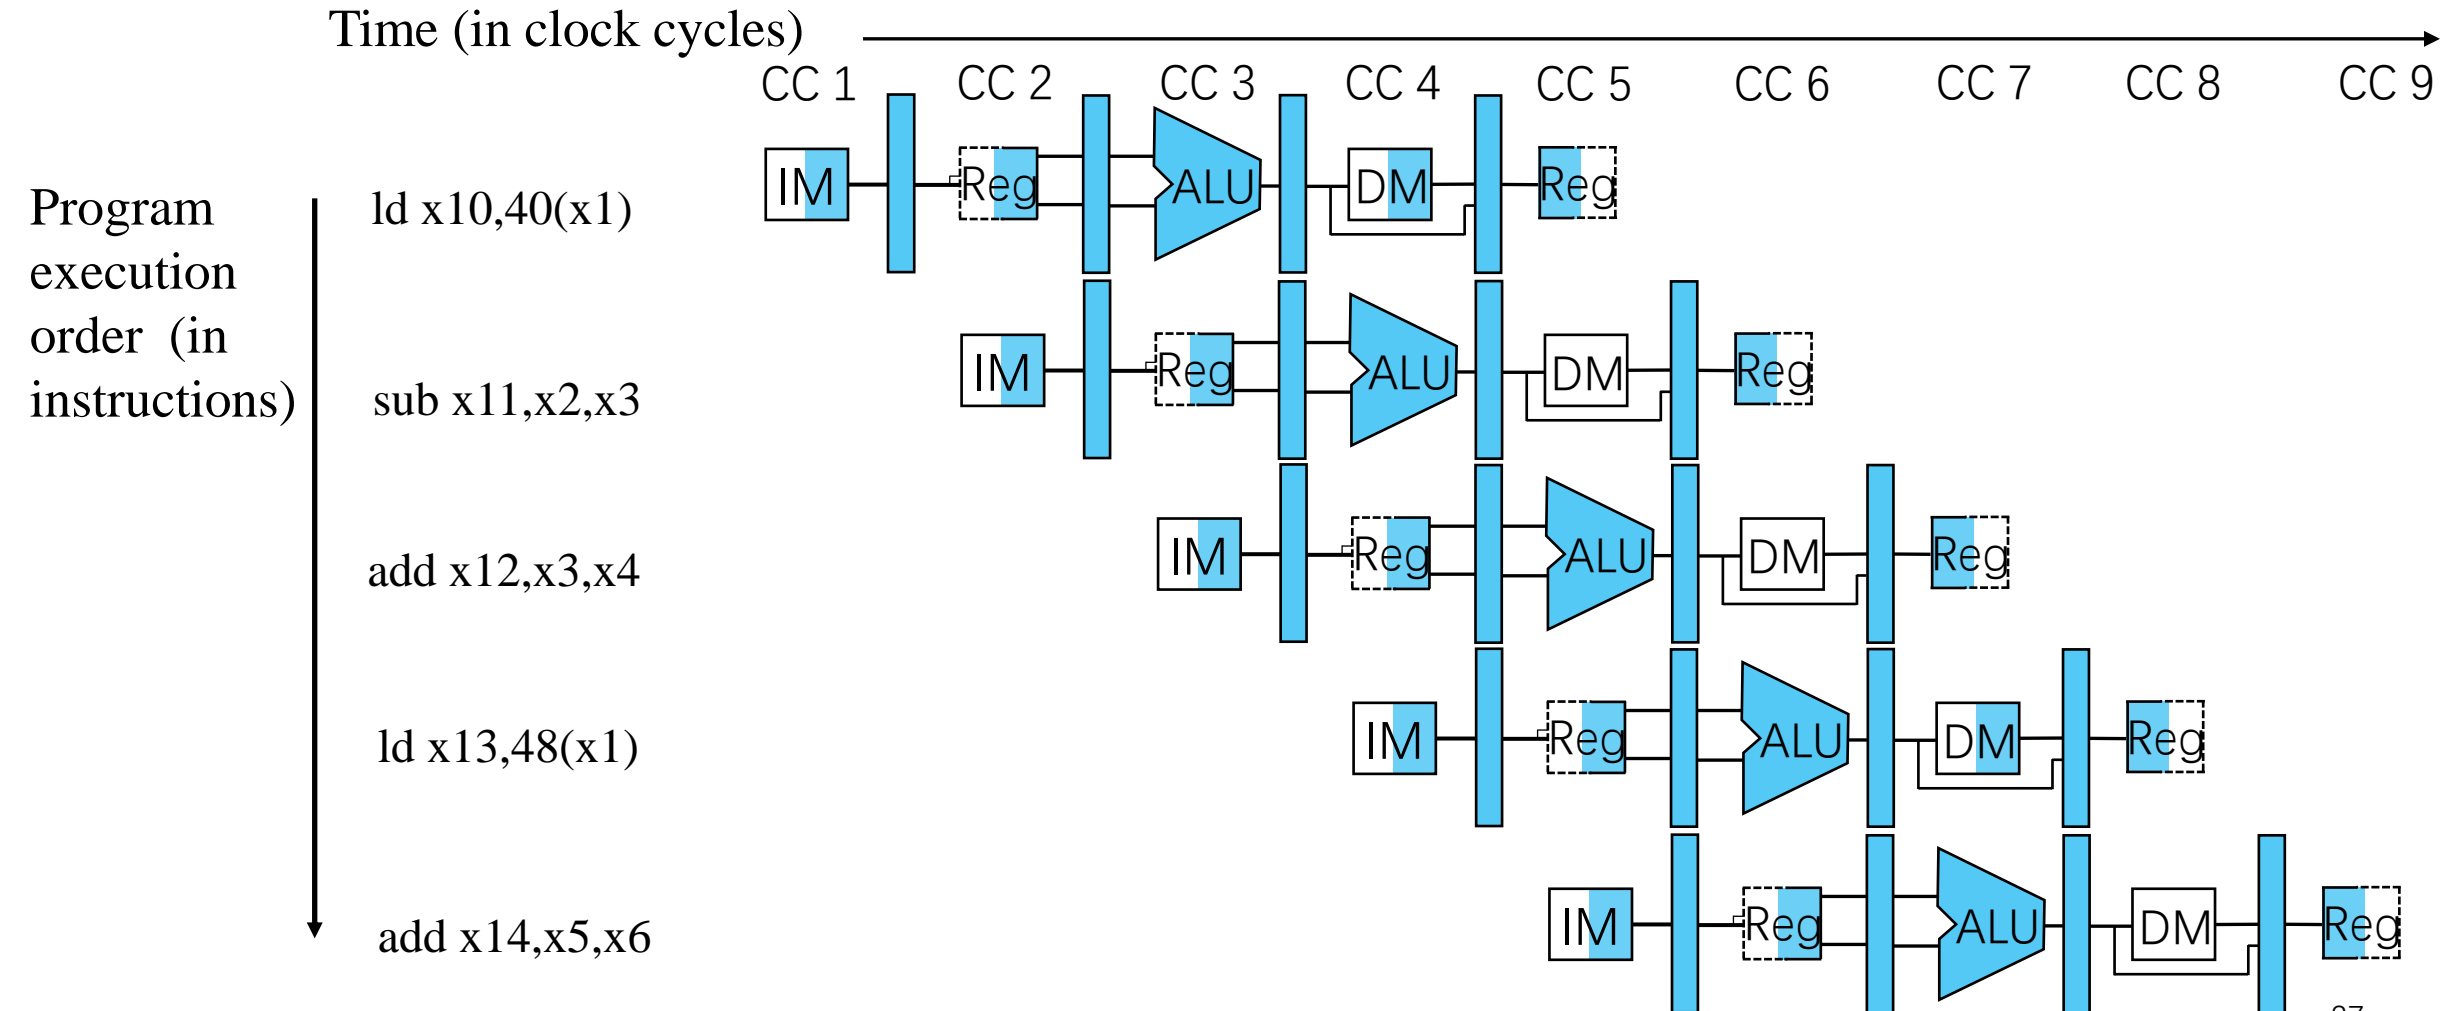 Time (in clock cycles)
CC 1 CC 2 CC 3 CC 4 CC 5 CC 6 CC 7 CC 8 CC 9
Program
execution
order (in
instructions)
ld x10,40(x1)
IM Reg ALU DM Reg
sub x11,x2,x3
IM Reg ALU DM Reg
add x12,x3,x4
IM Reg ALU DM Reg
ld x13,48(x1)
IM Reg ALU DM Reg
add x14,x5,x6
IM Reg ALU DM Reg